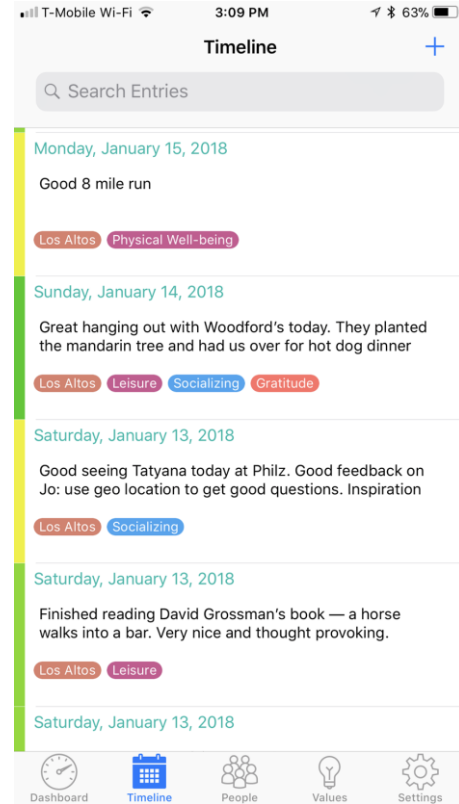 T-Mobile Wi-Fi 3:09 PM 63%
Timeline +
Search Entries
Monday, January 15, 2018
Good 8 mile run
Los Altos Physical Well-being
Sunday, January 14, 2018
Great hanging out with Woodford’s today. They planted
the mandarin tree and had us over for hot dog dinner
Los Altos Leisure Socializing Gratitude
Saturday, January 13, 2018
Good seeing Tatyana today at Philz. Good feedback on
Jo: use geo location to get good questions. Inspiration
Los Altos Socializing
Saturday, January 13, 2018
Finished reading David Grossman’s book — a horse
walks into a bar. Very nice and thought provoking.
Los Altos Leisure
Saturday, January 13, 2018
Dashboard Timeline People Values Settings